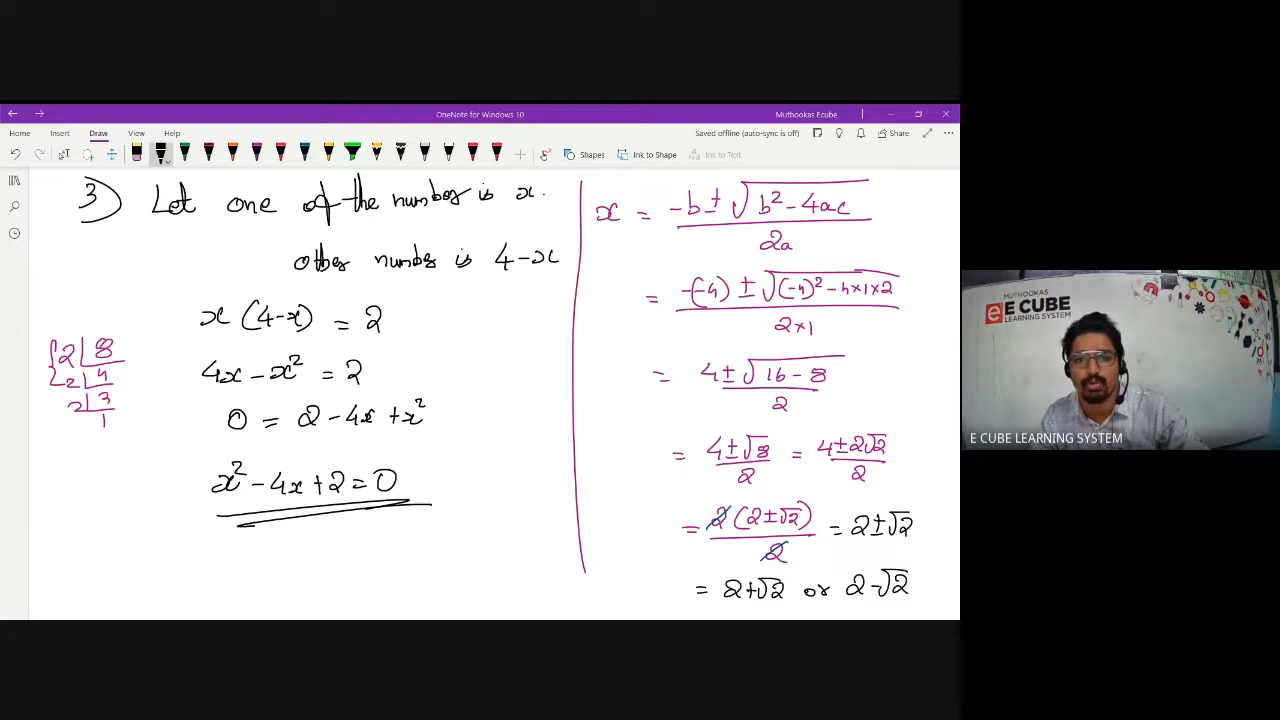 OneNote for Windows 10
Muthookas Ecube
Home Insert Draw View Help
Saved offline (auto-sync is off)
Share
Shapes
Ink to Shape
Ink to Text
3) Let one of the number is x.
other number is 4-x
x(4-x) = 2
4x - x² = 2
0 = 2 - 4x + x²
x² - 4x + 2 = 0
2 | 8
2 | 4
2 | 3
1
x = (-b ± √(b² - 4ac)) / 2a
= (-(-4) ± √((-4)² - 4×1×2)) / 2×1
= (4 ± √(16 - 8)) / 2
= (4 ± √8) / 2 = (4 ± 2√2) / 2
= 2(2 ± √2) / 2 = 2 ± √2
= 2+√2 or 2-√2
MUTHOOKAS
E CUBE
LEARNING SYSTEM
E CUBE LEARNING SYSTEM